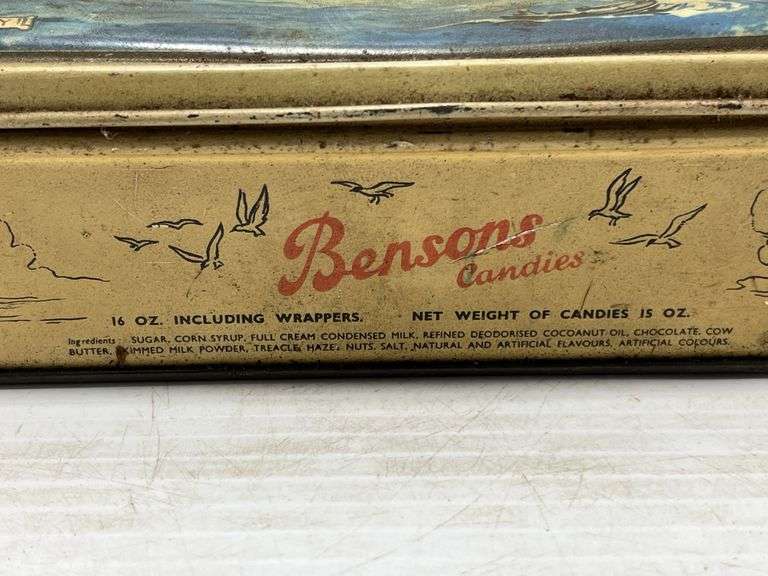 Bensons
Candies
16 OZ. INCLUDING WRAPPERS. NET WEIGHT OF CANDIES 15 OZ.
Ingredients : SUGAR, CORN SYRUP, FULL CREAM CONDENSED MILK, REFINED DEODORISED COCOANUT OIL, CHOCOLATE, COW
BUTTER, SKIMMED MILK POWDER, TREACLE, HAZEL NUTS, SALT, NATURAL AND ARTIFICIAL FLAVOURS, ARTIFICIAL COLOURS.